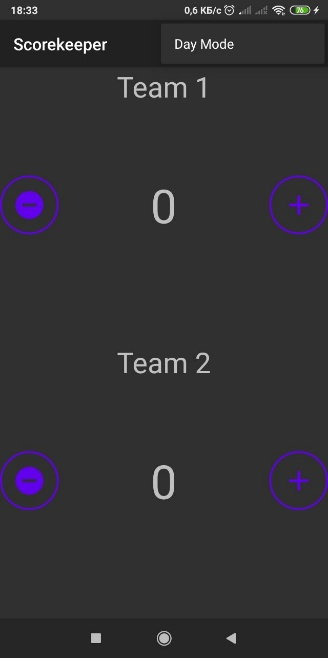 18:33 0,6 КБ/с 76
Scorekeeper Day Mode
Team 1
0
Team 2
0